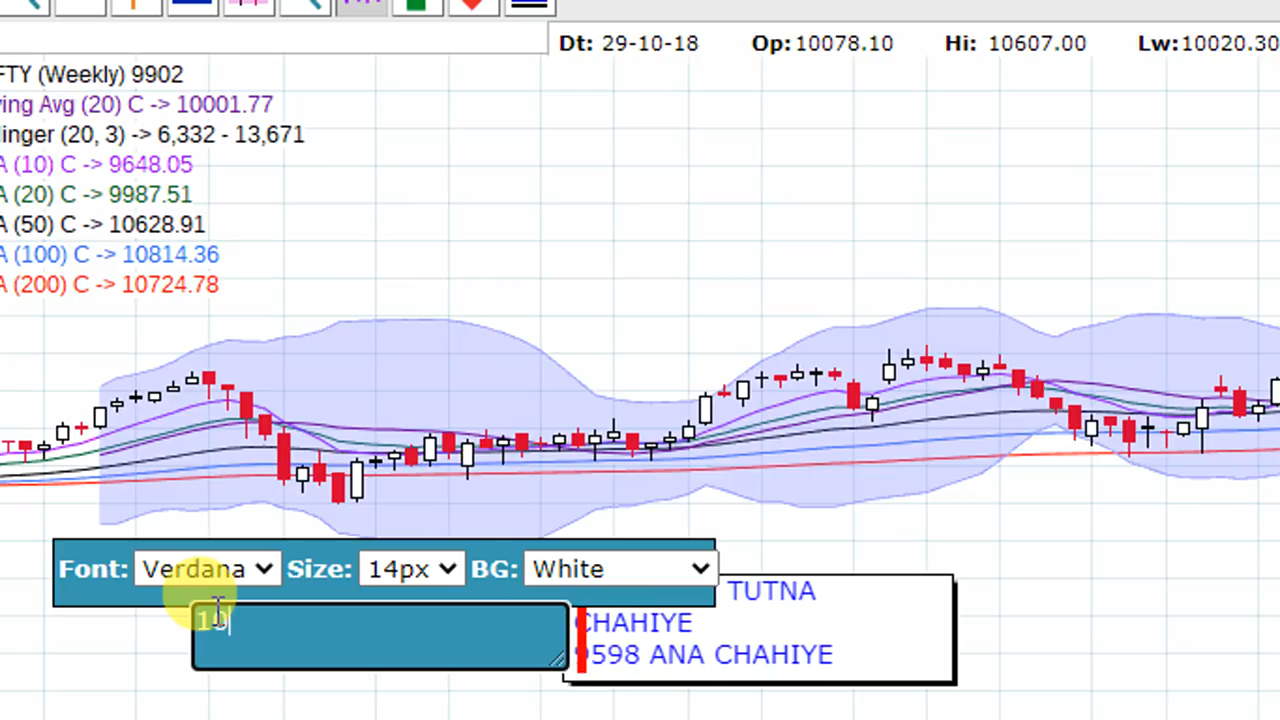 Dt: 29-10-18 Op:10078.10 Hi: 10607.00 Lw:10020.30
FTY (Weekly) 9902
ving Avg (20) C -> 10001.77
linger (20, 3) -> 6,332 - 13,671
A (10) C -> 9648.05
A (20) C -> 9987.51
A (50) C -> 10628.91
A (100) C -> 10814.36
A (200) C -> 10724.78
Font: Verdana Size: 14px BG: White
TUTNA
10
CHAHIYE
9598 ANA CHAHIYE